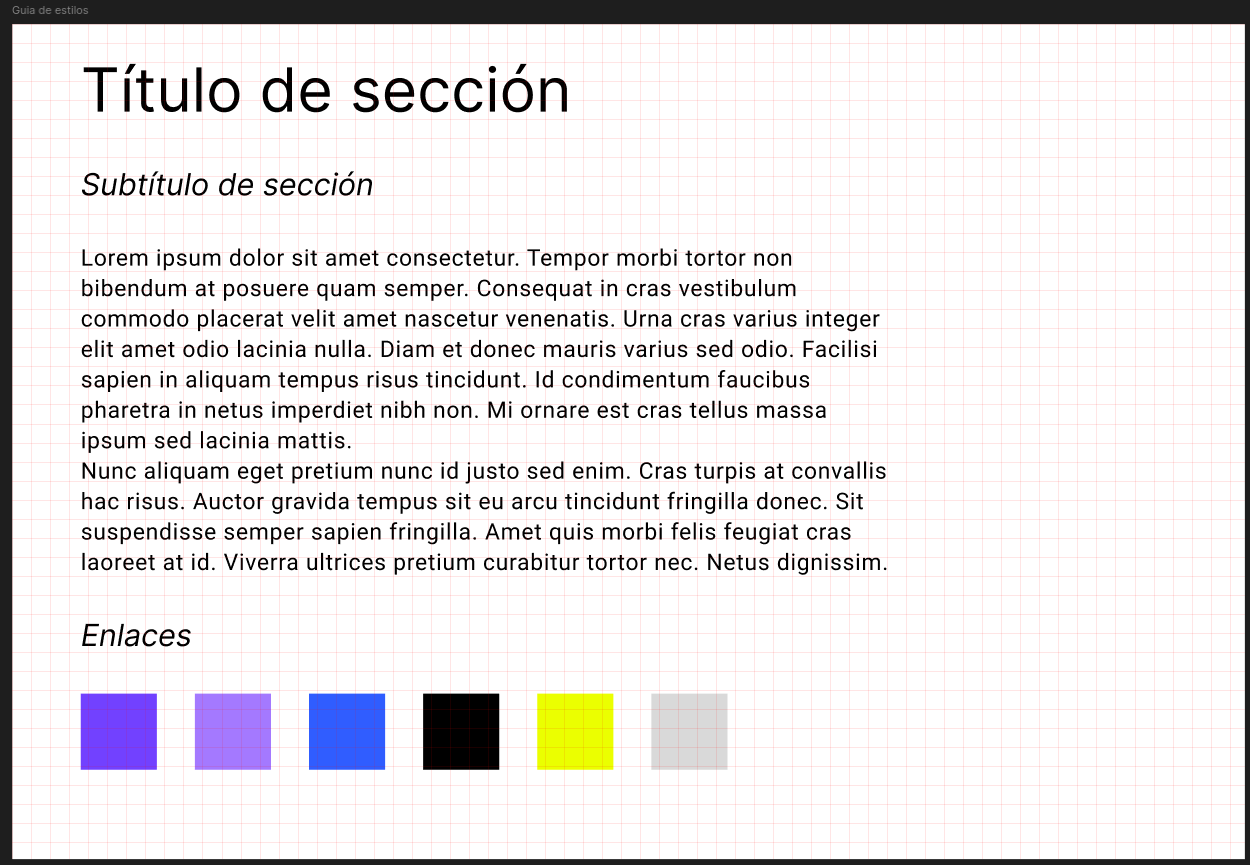 Guia de estilos
Título de sección
Subtítulo de sección
Lorem ipsum dolor sit amet consectetur. Tempor morbi tortor non
bibendum at posuere quam semper. Consequat in cras vestibulum
commodo placerat velit amet nascetur venenatis. Urna cras varius integer
elit amet odio lacinia nulla. Diam et donec mauris varius sed odio. Facilisi
sapien in aliquam tempus risus tincidunt. Id condimentum faucibus
pharetra in netus imperdiet nibh non. Mi ornare est cras tellus massa
ipsum sed lacinia mattis.
Nunc aliquam eget pretium nunc id justo sed enim. Cras turpis at convallis
hac risus. Auctor gravida tempus sit eu arcu tincidunt fringilla donec. Sit
suspendisse semper sapien fringilla. Amet quis morbi felis feugiat cras
laoreet at id. Viverra ultrices pretium curabitur tortor nec. Netus dignissim.
Enlaces